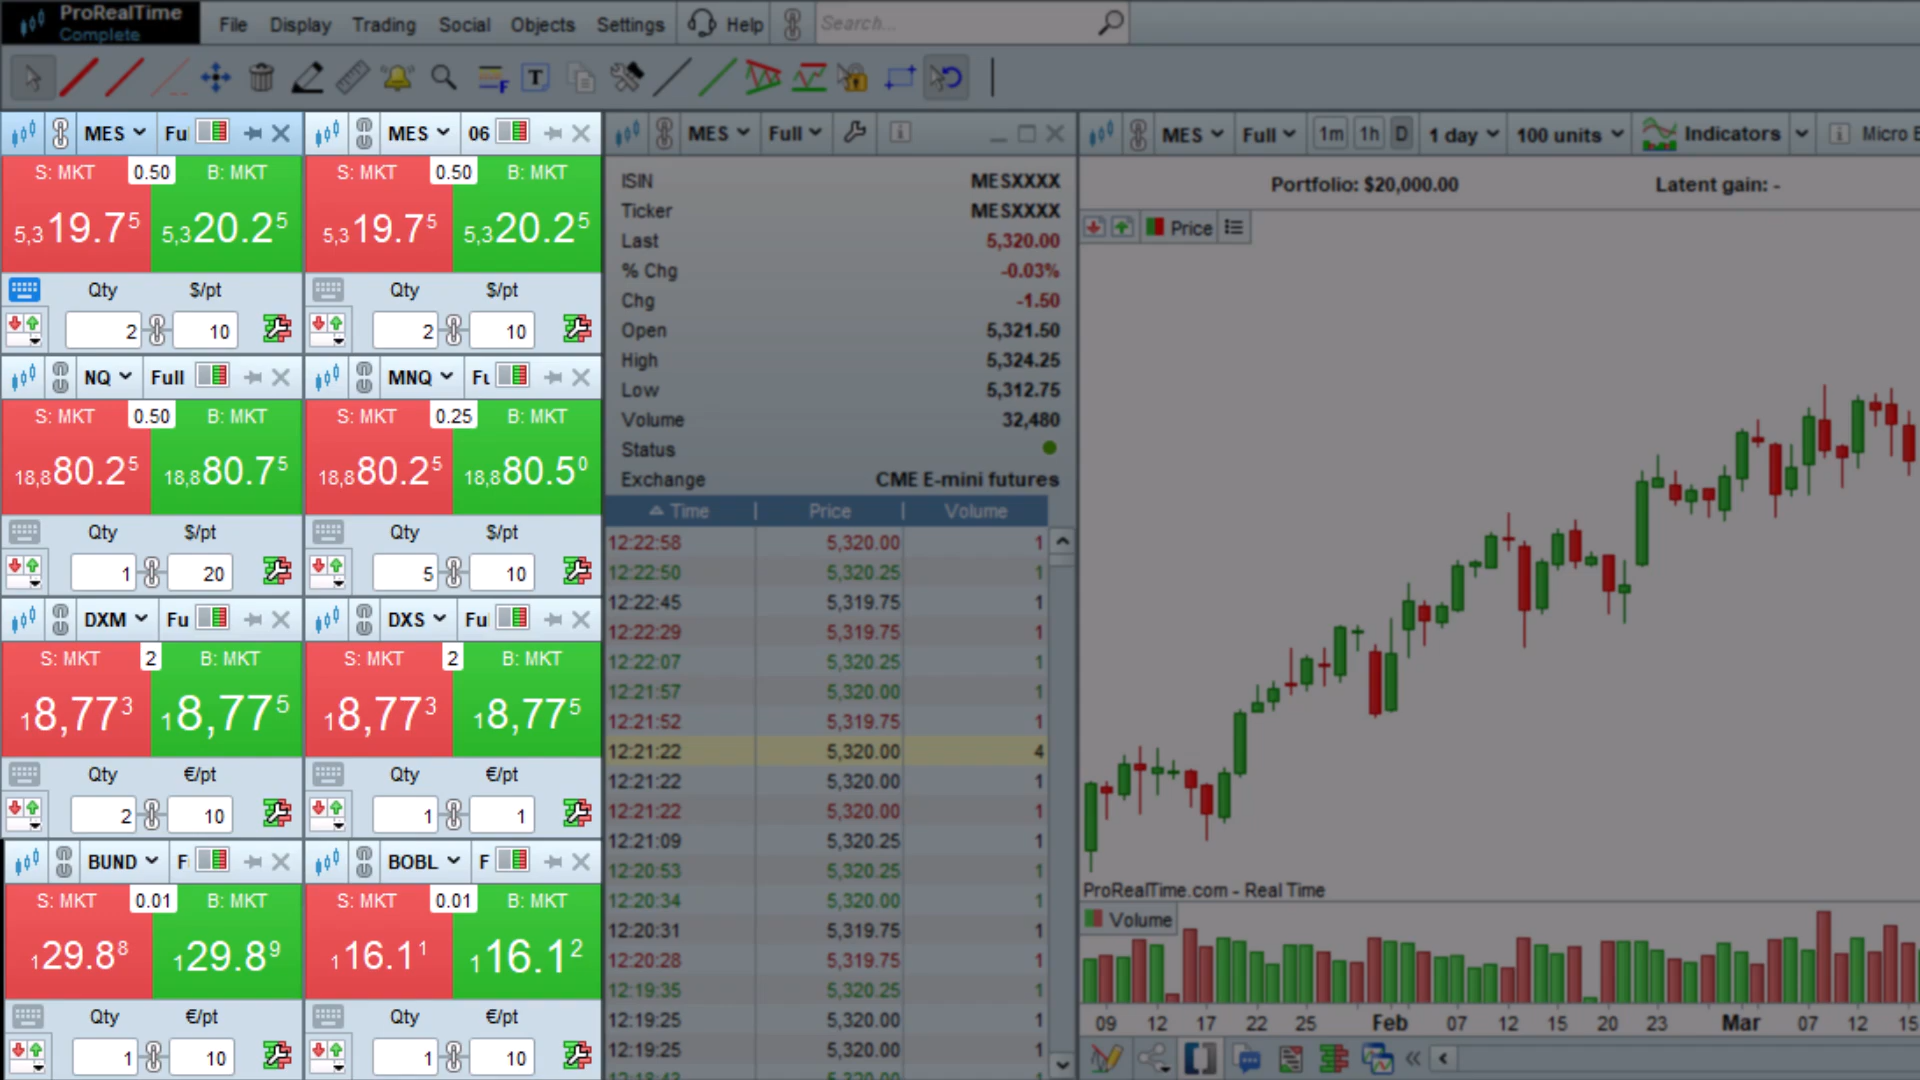 ProRealTime
Complete
File Display Trading Social Objects Settings Help Search...
MES Fu
S: MKT 0.50 B: MKT
5,319.75 5,320.25
Qty $/pt
2 10
MES 06
S: MKT 0.50 B: MKT
5,319.75 5,320.25
Qty $/pt
2 10
NQ Full
S: MKT 0.50 B: MKT
18,880.25 18,880.75
Qty $/pt
1 20
MNQ
S: MKT 0.25 B: MKT
18,880.25 18,880.50
Qty $/pt
5 10
DXM Fu
S: MKT 2 B: MKT
18,773 18,775
Qty €/pt
2 10
DXS Fu
S: MKT 2 B: MKT
18,773 18,775
Qty €/pt
1 1
BUND
S: MKT 0.01 B: MKT
129.88 129.89
Qty €/pt
1 10
BOBL F
S: MKT 0.01 B: MKT
116.11 116.12
Qty €/pt
1 10
MES Full
ISIN MESXXXX
Ticker MESXXXX
Last 5,320.00
% Chg -0.03%
Chg -1.50
Open 5,321.50
High 5,324.25
Low 5,312.75
Volume 32,480
Status
Exchange CME E-mini futures
Time Price Volume
12:22:58 5,320.00 1
12:22:50 5,320.25 1
12:22:45 5,319.75 1
12:22:29 5,319.75 1
12:22:07 5,320.25 1
12:21:57 5,320.00 1
12:21:52 5,319.75 1
12:21:22 5,320.00 4
12:21:22 5,320.00 1
12:21:22 5,320.00 1
12:21:09 5,320.25 1
12:20:53 5,320.25 1
12:20:34 5,320.00 1
12:20:31 5,319.75 1
12:20:28 5,319.75 1
12:19:35 5,320.25 1
12:19:25 5,320.00 1
12:19:25 5,320.00 1
MES Full 1m 1h D 1 day 100 units Indicators Micro E
Portfolio: $20,000.00 Latent gain: -
Price
ProRealTime.com - Real Time
Volume
09 12 17 22 25 Feb 07 12 15 20 23 Mar 07 12 15